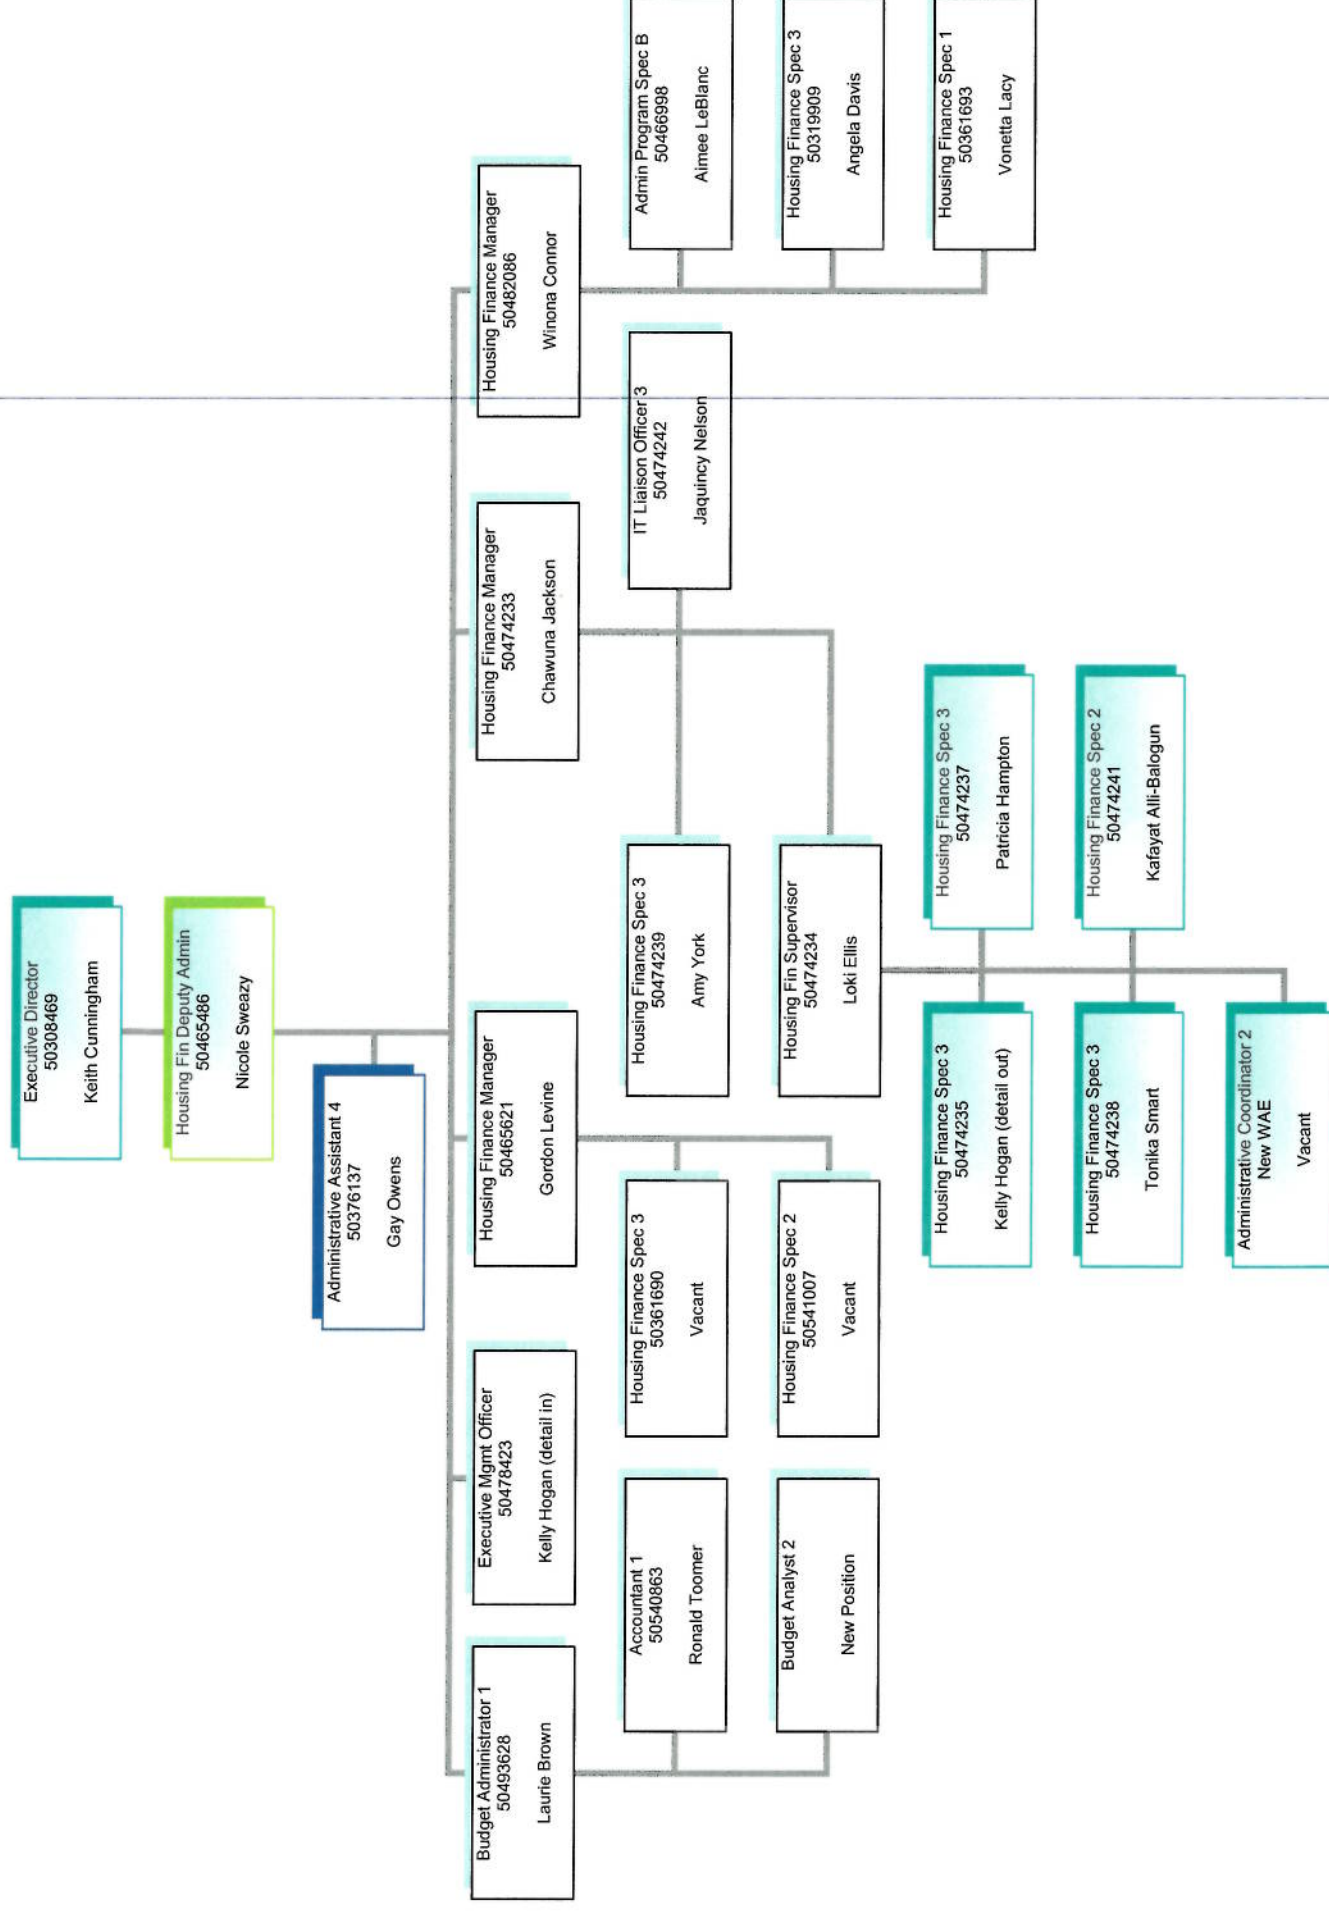 Executive Director
50308469
Keith Cunningham
Housing Fin Deputy Admin
50465486
Nicole Sweazy
Administrative Assistant 4
50376137
Gay Owens
Budget Administrator 1
50493628
Laurie Brown
Executive Mgmt Officer
50478423
Kelly Hogan (detail in)
Housing Finance Manager
50465621
Gordon Levine
Housing Finance Manager
50474233
Chawuna Jackson
Housing Finance Manager
50482086
Winona Connor
Accountant 1
50540863
Ronald Toomer
Housing Finance Spec 3
50361690
Vacant
Housing Finance Spec 3
50474239
Amy York
IT Liaison Officer 3
50474242
Jaquincy Nelson
Admin Program Spec B
50466998
Aimee LeBlanc
Budget Analyst 2
New Position
Housing Finance Spec 2
50541007
Vacant
Housing Fin Supervisor
50474234
Loki Ellis
Housing Finance Spec 3
50319909
Angela Davis
Housing Finance Spec 3
50474235
Kelly Hogan (detail out)
Housing Finance Spec 3
50474237
Patricia Hampton
Housing Finance Spec 1
50361693
Vonetta Lacy
Housing Finance Spec 3
50474238
Tonika Smart
Housing Finance Spec 2
50474241
Kafayat Alli-Balogun
Administrative Coordinator 2
New WAE
Vacant